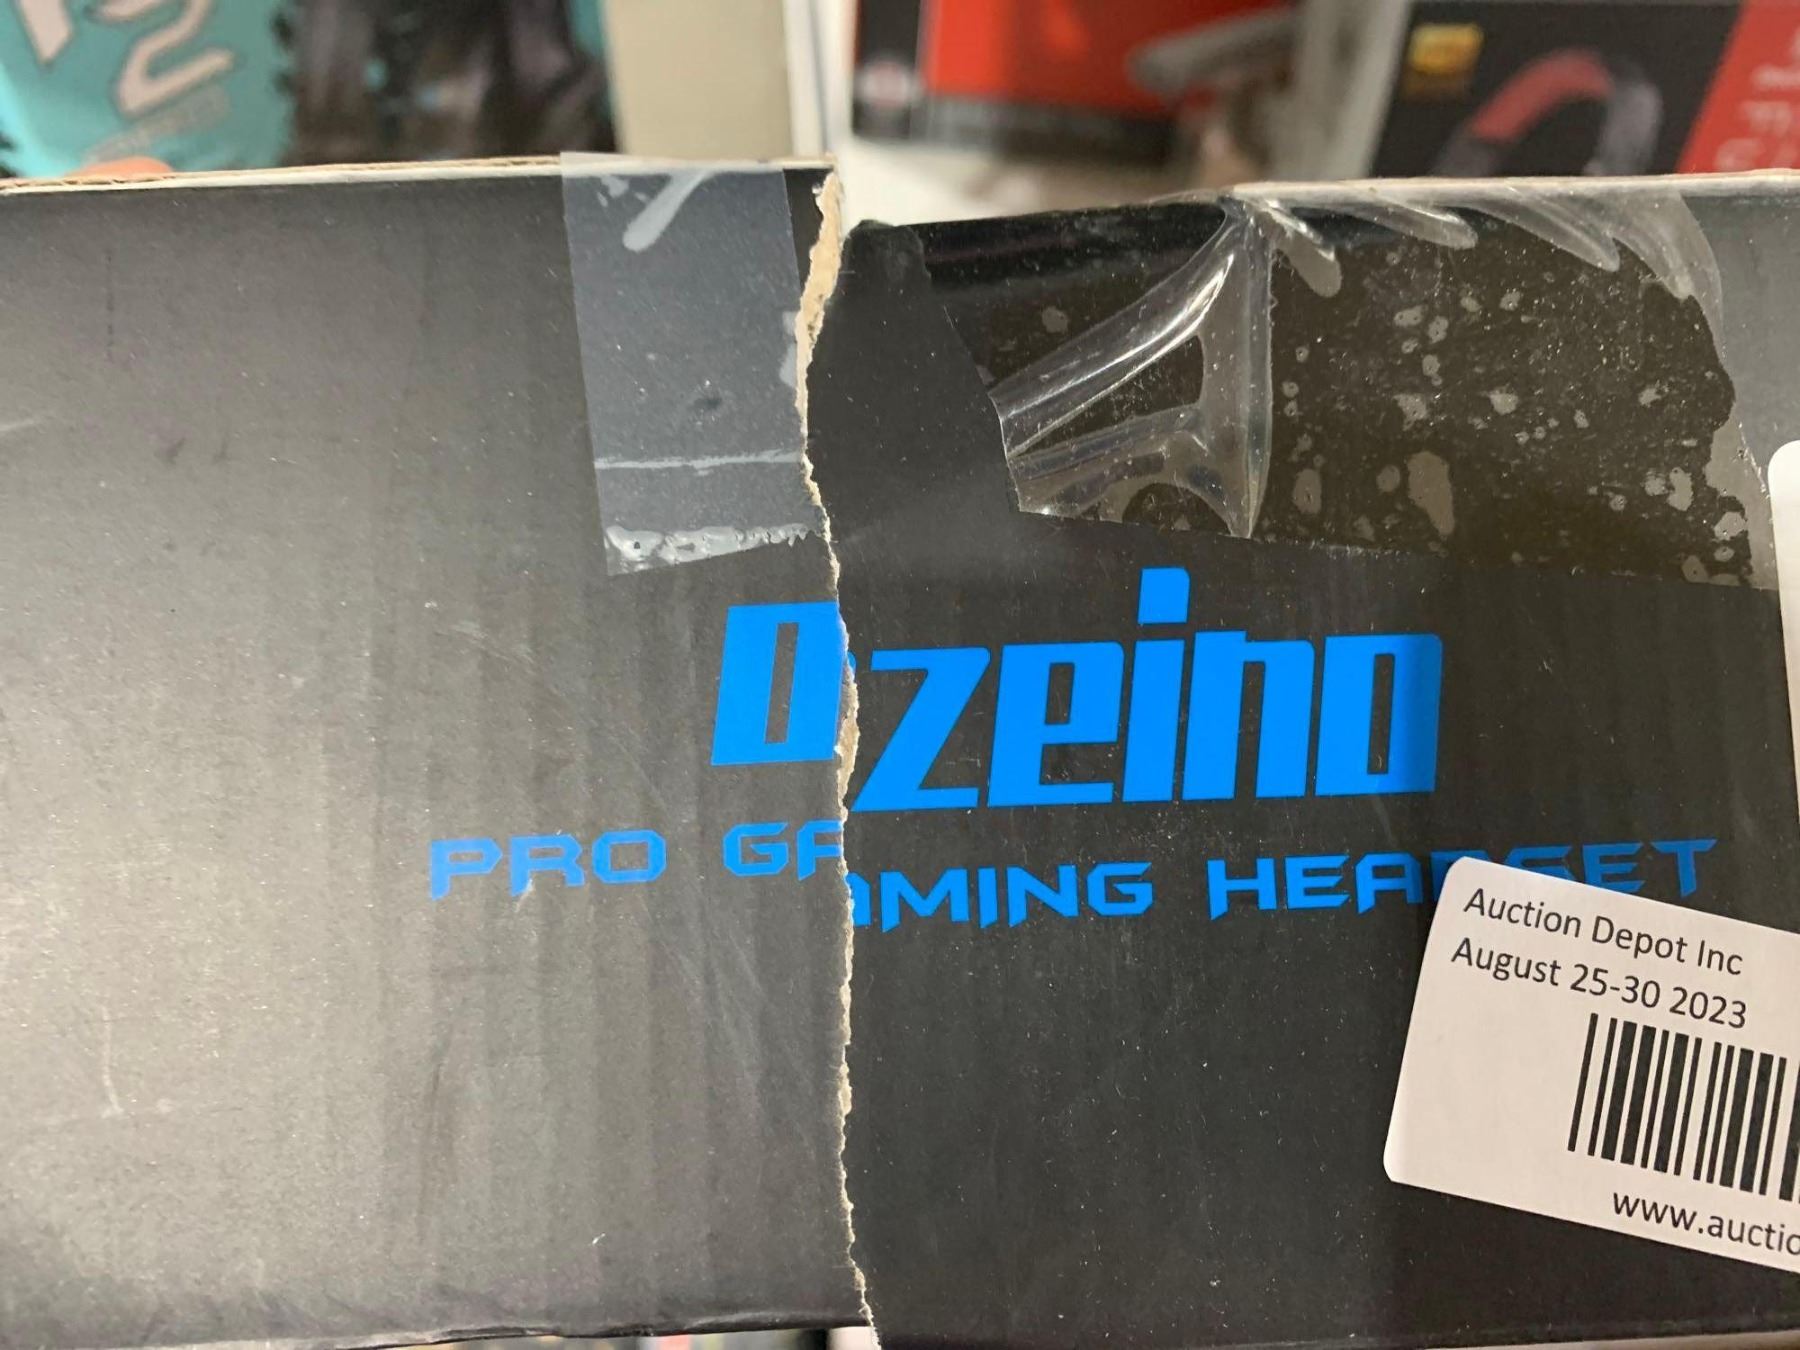 Ozeino
PRO GAMING HEADSET
Auction Depot Inc
August 25-30 2023
www.auctio